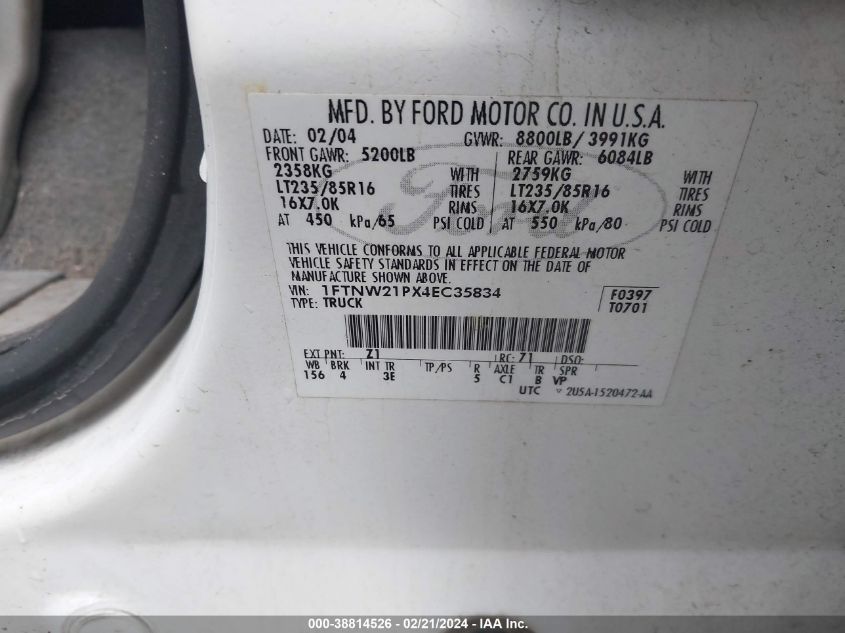 MFD. BY FORD MOTOR CO. IN U.S.A.
DATE: 02/04 GVWR: 8800LB/ 3991KG
FRONT GAWR: 5200LB REAR GAWR: 6084LB
2358KG WITH 2759KG WITH
LT235/85R16 TIRES LT235/85R16 TIRES
16X7.0K RIMS 16X7.0K RIMS
AT 450 kPa/65 PSI COLD AT 550 kPa/80 PSI COLD
Ford
THIS VEHICLE CONFORMS TO ALL APPLICABLE FEDERAL MOTOR
VEHICLE SAFETY STANDARDS IN EFFECT ON THE DATE OF
MANUFACTURE SHOWN ABOVE.
VIN: 1FTNW21PX4EC35834 F0397
TYPE: TRUCK T0701
EXT PNT: Z1 RC: 71 DSO:
WB BRK INT TR TP/PS R AXLE TR SPR
156 4 3E 5 C1 B VP
UTC ▽ 2U5A-1520472-AA
000-38814526 - 02/21/2024 - IAA Inc.